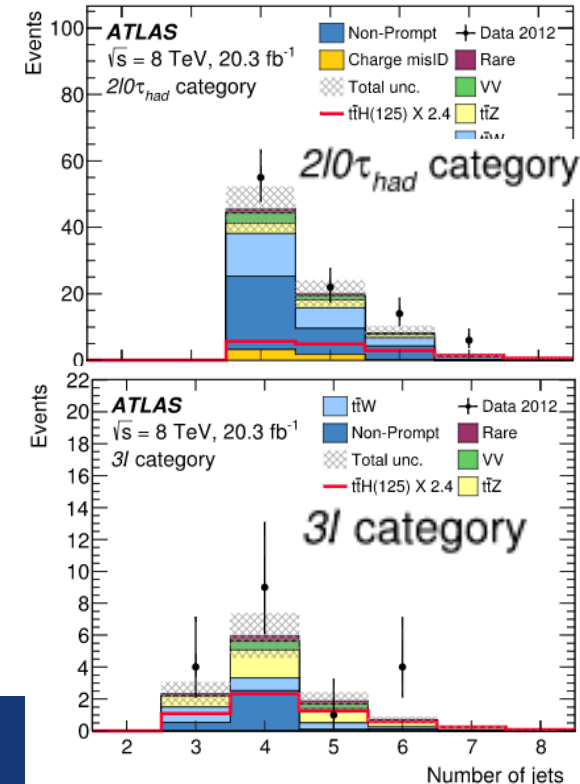 Events
ATLAS
√s = 8 TeV, 20.3 fb⁻¹
2l0τhad category
Non-Prompt
Data 2012
Charge misID
Rare
Total unc.
VV
tt̄H(125) X 2.4
tt̄Z
tt̄W
2l0τhad category
100
80
60
40
20
0
Events
ATLAS
√s = 8 TeV, 20.3 fb⁻¹
3l category
tt̄W
Data 2012
Non-Prompt
Rare
Total unc.
VV
tt̄H(125) X 2.4
tt̄Z
3l category
22
20
18
16
14
12
10
8
6
4
2
0
2 3 4 5 6 7 8
Number of jets